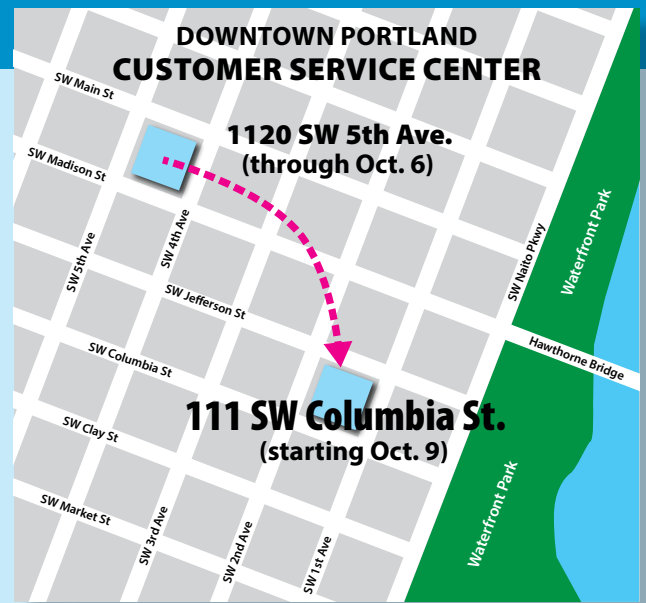 DOWNTOWN PORTLAND
CUSTOMER SERVICE CENTER
SW Main St
1120 SW 5th Ave.
(through Oct. 6)
SW Madison St
SW 5th Ave
SW 4th Ave
SW Naito Pkwy
Waterfront Park
SW Jefferson St
Hawthorne Bridge
SW Columbia St
111 SW Columbia St.
(starting Oct. 9)
SW Clay St
SW Market St
SW 3rd Ave
SW 2nd Ave
SW 1st Ave
Waterfront Park